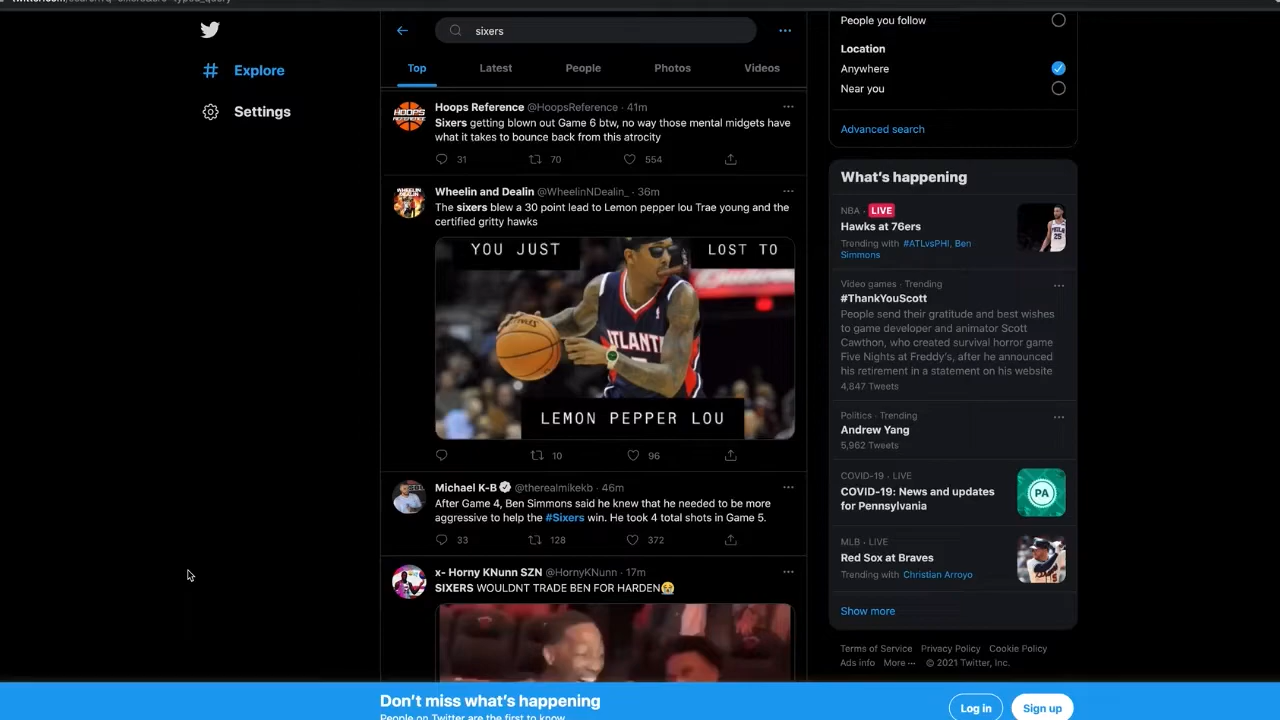 sixers
Explore
Settings
Top
Latest
People
Photos
Videos
Hoops Reference @HoopsReference · 41m
Sixers getting blown out Game 6 btw, no way those mental midgets have
what it takes to bounce back from this atrocity
31
70
554
Wheelin and Dealin @WheelinNDealin_ · 36m
The sixers blew a 30 point lead to Lemon pepper lou Trae young and the
certified gritty hawks
YOU JUST
LOST TO
ATLANT
LEMON PEPPER LOU
10
96
Michael K-B @therealmikekb · 46m
After Game 4, Ben Simmons said he knew that he needed to be more
aggressive to help the #Sixers win. He took 4 total shots in Game 5.
33
128
372
x- Horny KNunn SZN @HornyKNunn · 17m
SIXERS WOULDNT TRADE BEN FOR HARDEN😭
People you follow
Location
Anywhere
Near you
Advanced search
What's happening
NBA · LIVE
Hawks at 76ers
Trending with #ATLvsPHI, Ben
Simmons
Video games · Trending
#ThankYouScott
People send their gratitude and best wishes
to game developer and animator Scott
Cawthon, who created survival horror game
Five Nights at Freddy's, after he announced
his retirement in a statement on his website
4,847 Tweets
Politics · Trending
Andrew Yang
5,962 Tweets
COVID-19 · LIVE
COVID-19: News and updates
for Pennsylvania
PA
MLB · LIVE
Red Sox at Braves
Trending with Christian Arroyo
Show more
Terms of Service Privacy Policy Cookie Policy
Ads info More ··· © 2021 Twitter, Inc.
Don't miss what's happening
People on Twitter are the first to know.
Log in
Sign up